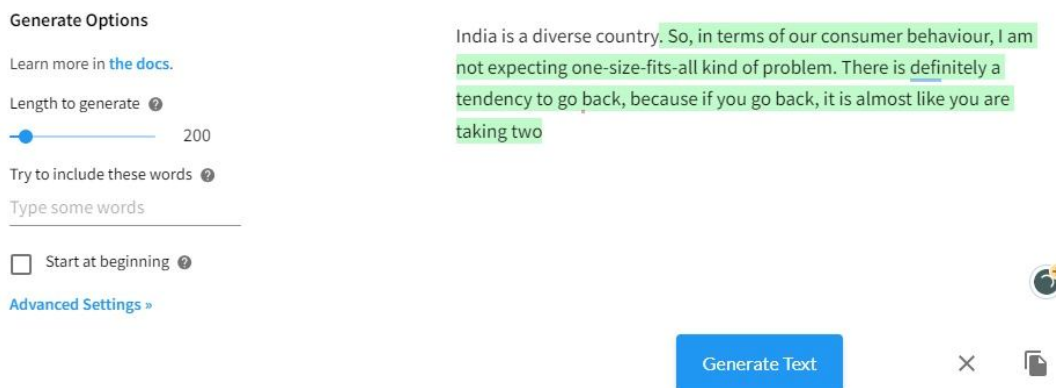 Generate Options
Learn more in the docs.
Length to generate
200
Try to include these words
Type some words
Start at beginning
Advanced Settings »
India is a diverse country. So, in terms of our consumer behaviour, I am
not expecting one-size-fits-all kind of problem. There is definitely a
tendency to go back, because if you go back, it is almost like you are
taking two
Generate Text